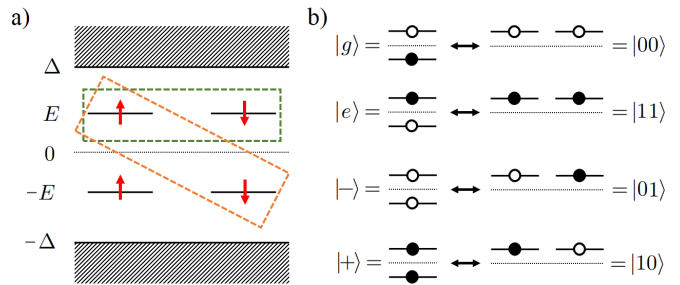 a)
Δ
E
0
−E
−Δ
b)
|g⟩ = = |00⟩
|e⟩ = = |11⟩
|−⟩ = = |01⟩
|+⟩ = = |10⟩